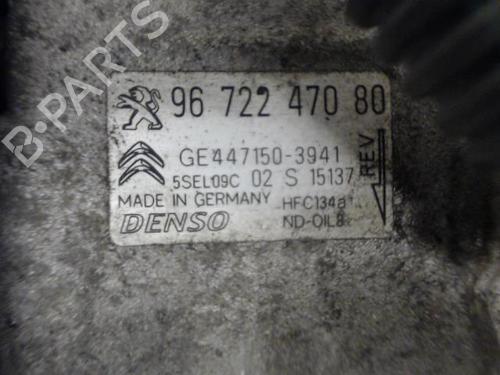 B-PARTS
96 722 470 80
GE447150-3941
5SEL09C 02 S 15137
REV
MADE IN GERMANY HFC134a
DENSO ND-OIL8